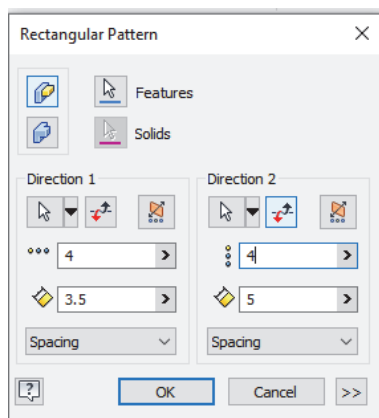 Rectangular Pattern
Features
Solids
Direction 1
Direction 2
4
4
3.5
5
Spacing
Spacing
?
OK
Cancel
>>